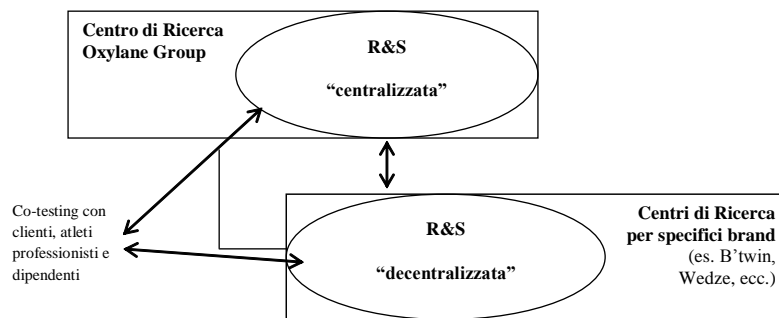 Centro di Ricerca
Oxylane Group
R&S
“centralizzata”
Co-testing con
clienti, atleti
professionisti e
dipendenti
R&S
“decentralizzata”
Centri di Ricerca
per specifici brand
(es. B’twin,
Wedze, ecc.)